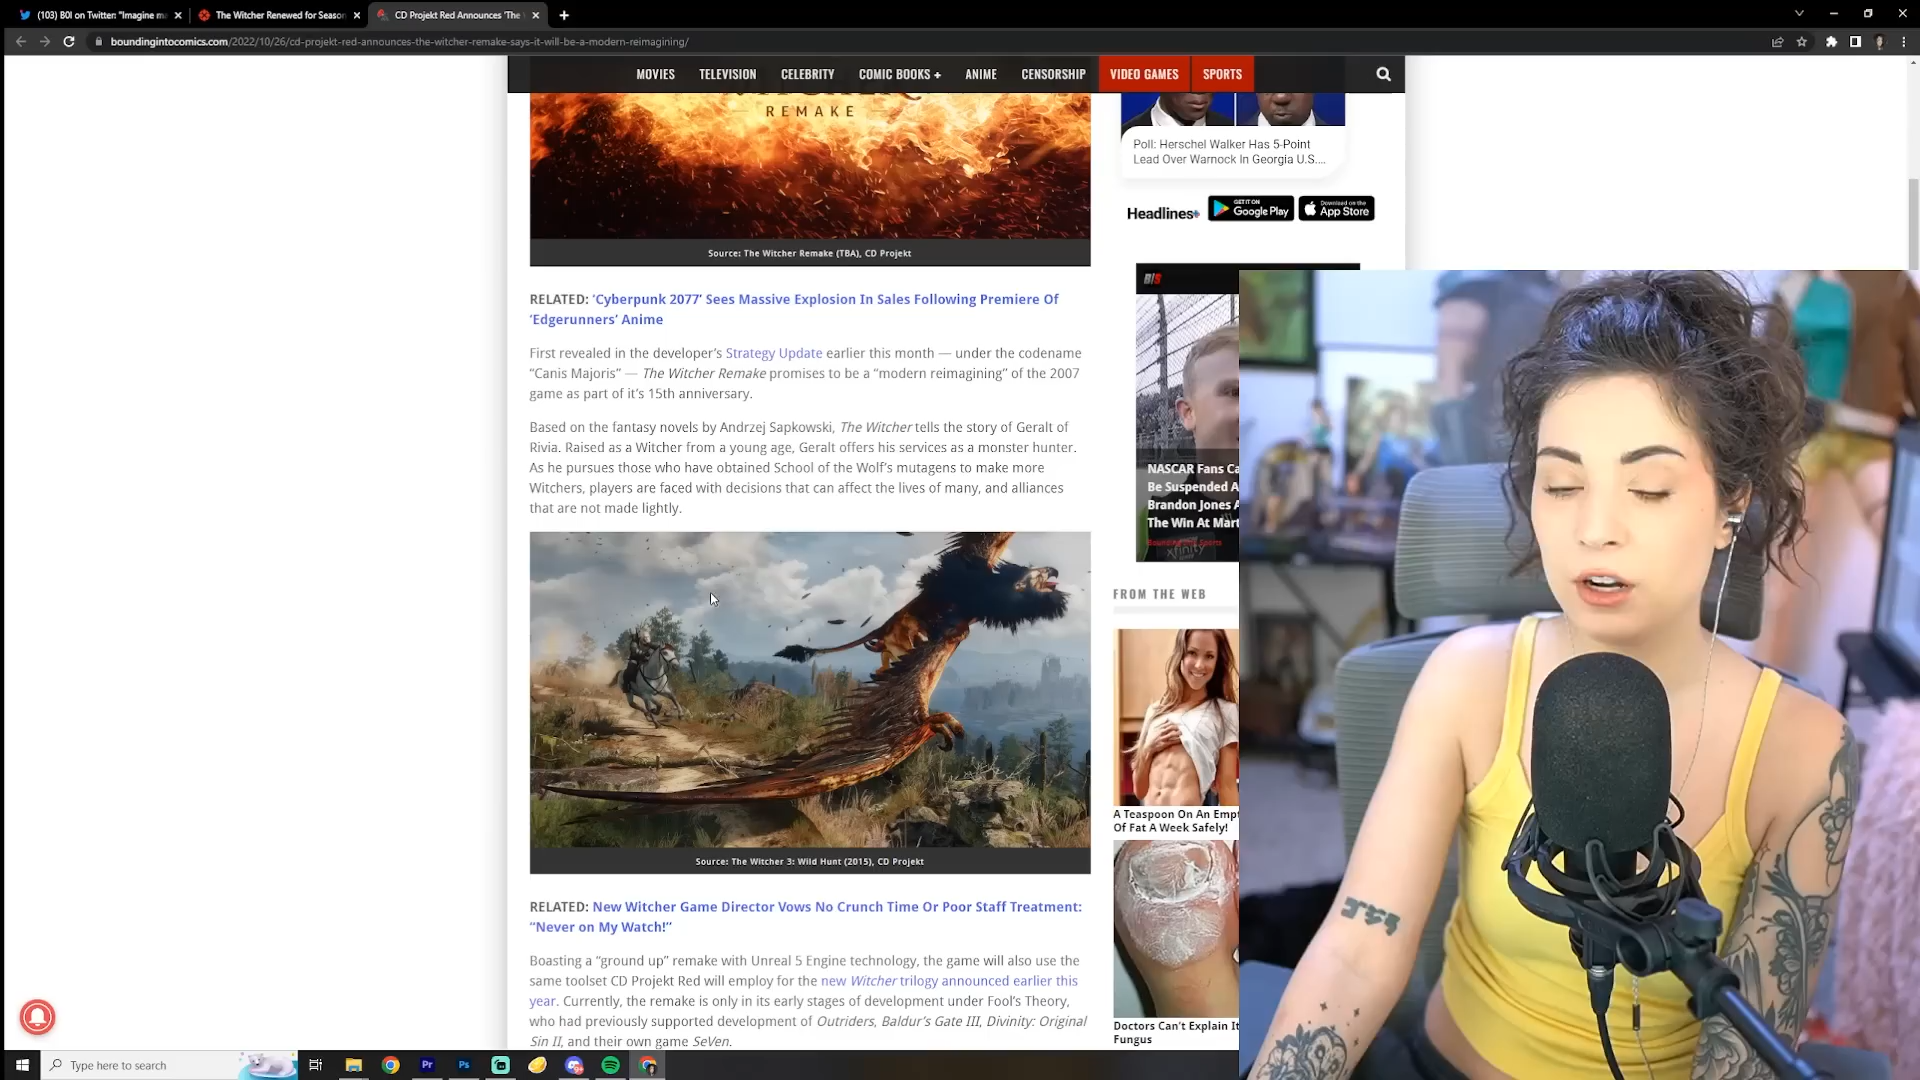 (103) BOI on Twitter: "Imagine m
The Witcher Renewed for Season
CD Projekt Red Announces 'The W
boundingintocomics.com/2022/10/26/cd-projekt-red-announces-the-witcher-remake-says-it-will-be-a-modern-reimagining/
MOVIES TELEVISION CELEBRITY COMIC BOOKS + ANIME CENSORSHIP VIDEO GAMES SPORTS
REMAKE
Source: The Witcher Remake (TBA), CD Projekt
RELATED: ‘Cyberpunk 2077’ Sees Massive Explosion In Sales Following Premiere Of
‘Edgerunners’ Anime
First revealed in the developer’s Strategy Update earlier this month — under the codename
“Canis Majoris” — The Witcher Remake promises to be a “modern reimagining” of the 2007
game as part of it’s 15th anniversary.
Based on the fantasy novels by Andrzej Sapkowski, The Witcher tells the story of Geralt of
Rivia. Raised as a Witcher from a young age, Geralt offers his services as a monster hunter.
As he pursues those who have obtained School of the Wolf’s mutagens to make more
Witchers, players are faced with decisions that can affect the lives of many, and alliances
that are not made lightly.
Source: The Witcher 3: Wild Hunt (2015), CD Projekt
RELATED: New Witcher Game Director Vows No Crunch Time Or Poor Staff Treatment:
“Never on My Watch!”
Boasting a “ground up” remake with Unreal 5 Engine technology, the game will also use the
same toolset CD Projekt Red will employ for the new Witcher trilogy announced earlier this
year. Currently, the remake is only in its early stages of development under Fool’s Theory,
who had previously supported development of Outriders, Baldur’s Gate III, Divinity: Original
Sin II, and their own game SeVen.
Poll: Herschel Walker Has 5-Point
Lead Over Warnock In Georgia U.S....
Headlines
GET IT ON
Google Play
Download on the
App Store
B/S
NASCAR Fans Ca
Be Suspended A
Brandon Jones A
The Win At Mart
Bounding Into Sports
xfinity
FROM THE WEB
A Teaspoon On An Empt
Of Fat A Week Safely!
Doctors Can't Explain It
Fungus
Type here to search
Pr
Ps